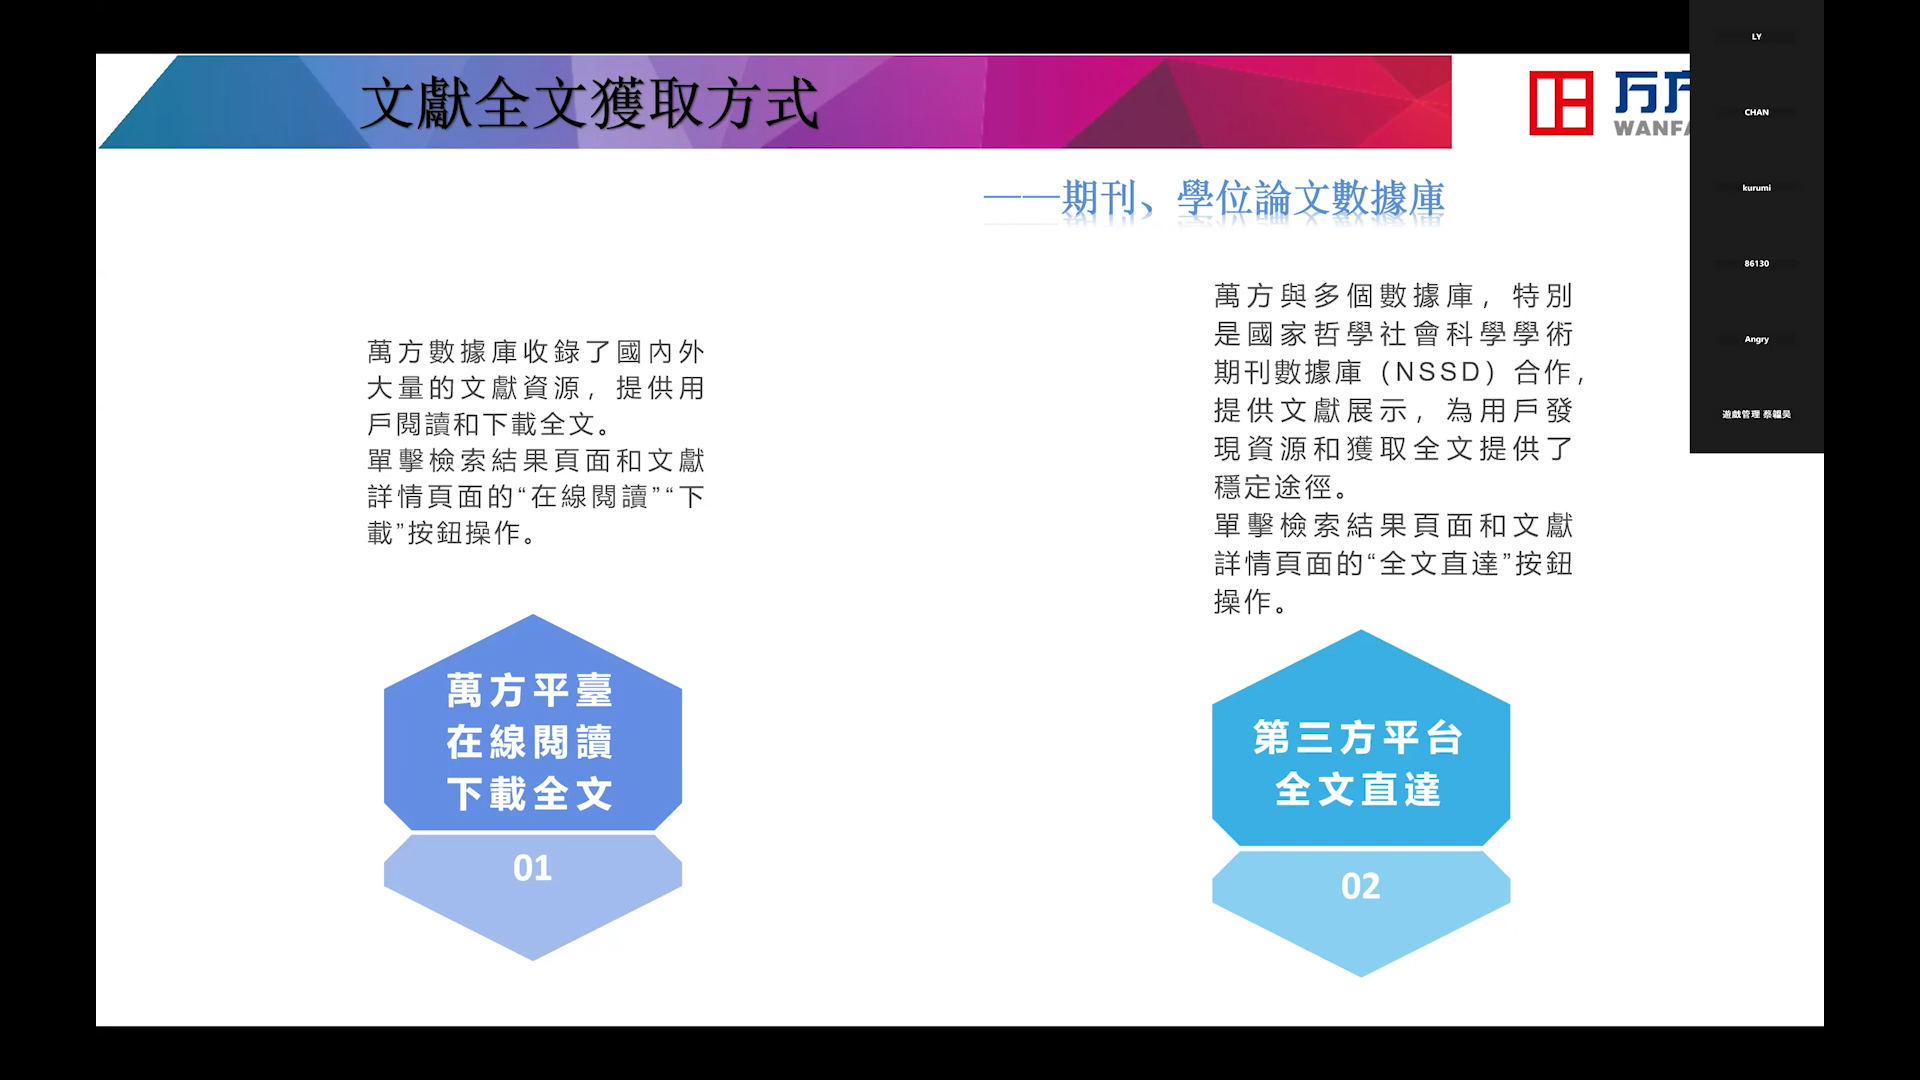 文獻全文獲取方式
万方
WANFA
——期刊、學位論文數據庫
萬方數據庫收錄了國內外
大量的文獻資源，提供用
戶閱讀和下載全文。
單擊檢索結果頁面和文獻
詳情頁面的“在線閱讀”“下
載”按鈕操作。
萬方平臺
在線閱讀
下載全文
01
萬方與多個數據庫，特別
是國家哲學社會科學學術
期刊數據庫（NSSD）合作，
提供文獻展示，為用戶發
現資源和獲取全文提供了
穩定途徑。
單擊檢索結果頁面和文獻
詳情頁面的“全文直達”按鈕
操作。
第三方平台
全文直達
02
LY
CHAN
kurumi
86130
Angry
遊戲管理 蔡